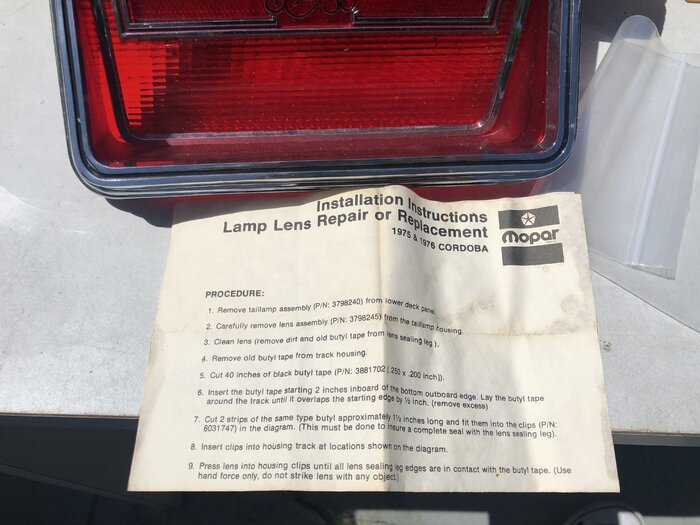 Installation Instructions
Lamp Lens Repair or Replacement
1975 & 1976 CORDOBA
Mopar
PROCEDURE:
1. Remove taillamp assembly (P/N: 3798240) from lower deck panel.
2. Carefully remove lens assembly (P/N: 3798245) from the taillamp housing.
3. Clean lens (remove dirt and old butyl tape from lens sealing leg ).
4. Remove old butyl tape from track housing.
5. Cut 40 inches of black butyl tape (P/N: 3881702 [.250 x .200 inch]).
6. Insert the butyl tape starting 2 inches inboard of the bottom outboard edge. Lay the butyl tape
around the track until it overlaps the starting edge by ½ inch. (remove excess)
7. Cut 2 strips of the same type butyl approximately 1½ inches long and fit them into the clips (P/N:
6031747) in the diagram. (This must be done to insure a complete seal with the lens sealing leg).
8. Insert clips into housing track at locations shown on the diagram.
9. Press lens into housing clips until all lens sealing leg edges are in contact with the butyl tape. (Use
hand force only, do not strike lens with any object.)